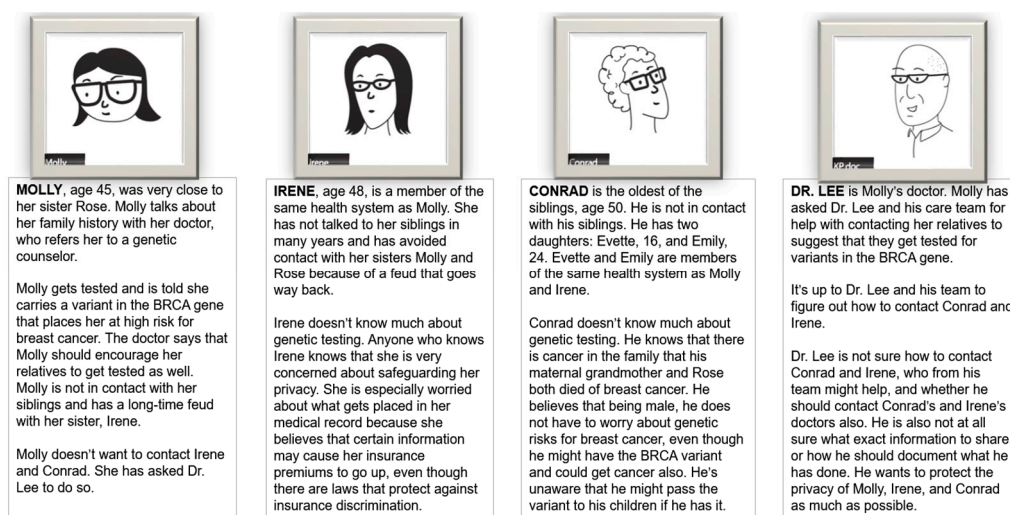 Molly
MOLLY, age 45, was very close to
her sister Rose. Molly talks about
her family history with her doctor,
who refers her to a genetic
counselor.
Molly gets tested and is told she
carries a variant in the BRCA gene
that places her at high risk for
breast cancer. The doctor says that
Molly should encourage her
relatives to get tested as well.
Molly is not in contact with her
siblings and has a long-time feud
with her sister, Irene.
Molly doesn't want to contact Irene
and Conrad. She has asked Dr.
Lee to do so.
Irene
IRENE, age 48, is a member of the
same health system as Molly. She
has not talked to her siblings in
many years and has avoided
contact with her sisters Molly and
Rose because of a feud that goes
way back.
Irene doesn't know much about
genetic testing. Anyone who knows
Irene knows that she is very
concerned about safeguarding her
privacy. She is especially worried
about what gets placed in her
medical record because she
believes that certain information
may cause her insurance
premiums to go up, even though
there are laws that protect against
insurance discrimination.
Conrad
CONRAD is the oldest of the
siblings, age 50. He is not in contact
with his siblings. He has two
daughters: Evette, 16, and Emily,
24. Evette and Emily are members
of the same health system as Molly
and Irene.
Conrad doesn't know much about
genetic testing. He knows that there
is cancer in the family that his
maternal grandmother and Rose
both died of breast cancer. He
believes that being male, he does
not have to worry about genetic
risks for breast cancer, even though
he might have the BRCA variant
and could get cancer also. He's
unaware that he might pass the
variant to his children if he has it.
KP doc
DR. LEE is Molly's doctor. Molly has
asked Dr. Lee and his care team for
help with contacting her relatives to
suggest that they get tested for
variants in the BRCA gene.
It's up to Dr. Lee and his team to
figure out how to contact Conrad and
Irene.
Dr. Lee is not sure how to contact
Conrad and Irene, who from his
team might help, and whether he
should contact Conrad's and Irene's
doctors also. He is also not at all
sure what exact information to share
or how he should document what he
has done. He wants to protect the
privacy of Molly, Irene, and Conrad
as much as possible.